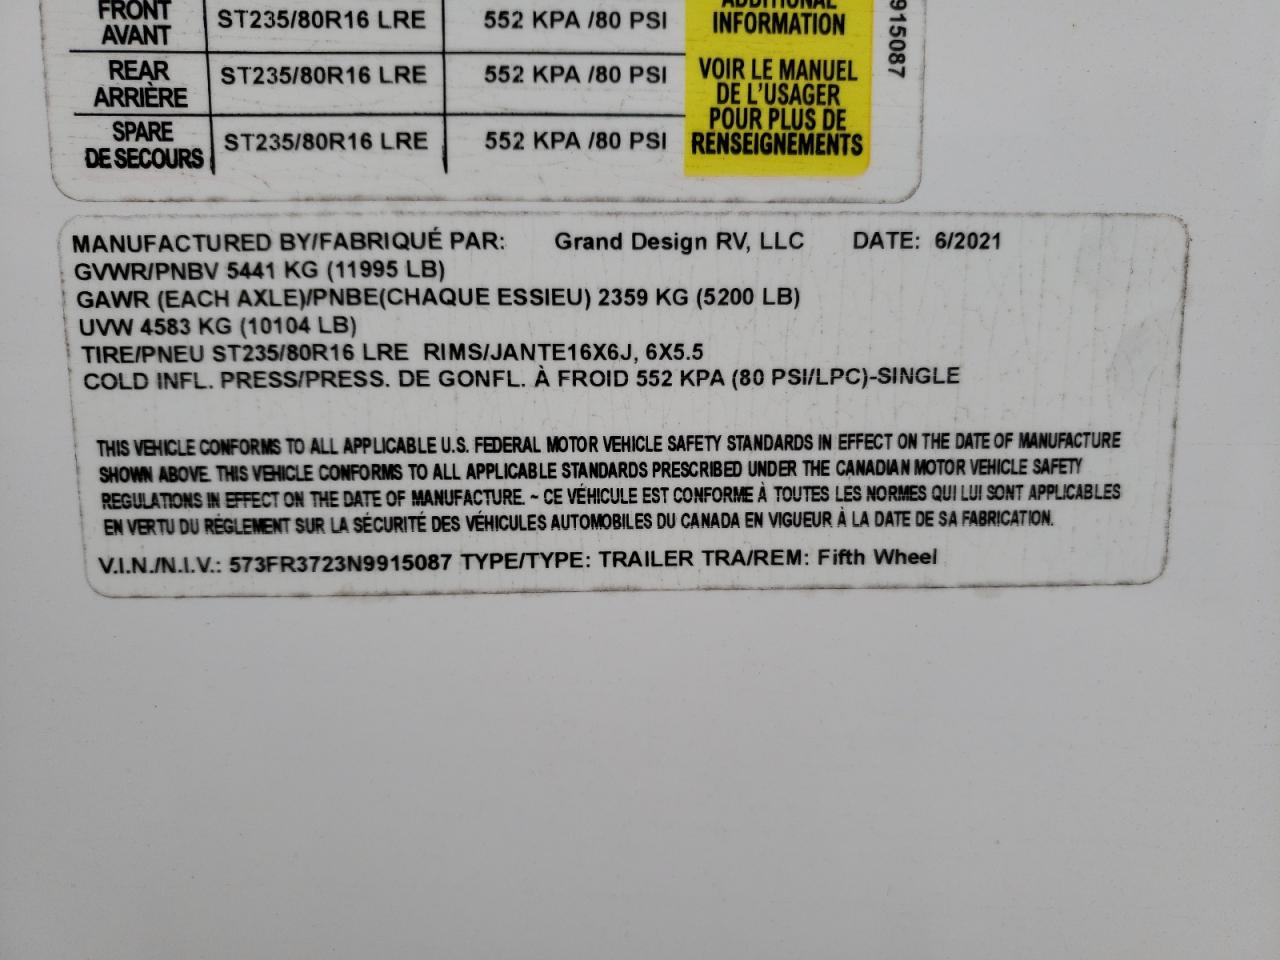 FRONT ST235/80R16 LRE 552 KPA /80 PSI ADDITIONAL
AVANT INFORMATION
REAR ST235/80R16 LRE 552 KPA /80 PSI VOIR LE MANUEL
ARRIÈRE DE L'USAGER
SPARE ST235/80R16 LRE 552 KPA /80 PSI POUR PLUS DE
DE SECOURS RENSEIGNEMENTS
915087
MANUFACTURED BY/FABRIQUÉ PAR: Grand Design RV, LLC DATE: 6/2021
GVWR/PNBV 5441 KG (11995 LB)
GAWR (EACH AXLE)/PNBE(CHAQUE ESSIEU) 2359 KG (5200 LB)
UVW 4583 KG (10104 LB)
TIRE/PNEU ST235/80R16 LRE RIMS/JANTE16X6J, 6X5.5
COLD INFL. PRESS/PRESS. DE GONFL. À FROID 552 KPA (80 PSI/LPC)-SINGLE
THIS VEHICLE CONFORMS TO ALL APPLICABLE U.S. FEDERAL MOTOR VEHICLE SAFETY STANDARDS IN EFFECT ON THE DATE OF MANUFACTURE
SHOWN ABOVE. THIS VEHICLE CONFORMS TO ALL APPLICABLE STANDARDS PRESCRIBED UNDER THE CANADIAN MOTOR VEHICLE SAFETY
REGULATIONS IN EFFECT ON THE DATE OF MANUFACTURE. ~ CE VÉHICULE EST CONFORME À TOUTES LES NORMES QUI LUI SONT APPLICABLES
EN VERTU DU RÉGLEMENT SUR LA SÉCURITÉ DES VÉHICULES AUTOMOBILES DU CANADA EN VIGUEUR À LA DATE DE SA FABRICATION.
V.I.N./N.I.V.: 573FR3723N9915087 TYPE/TYPE: TRAILER TRA/REM: Fifth Wheel